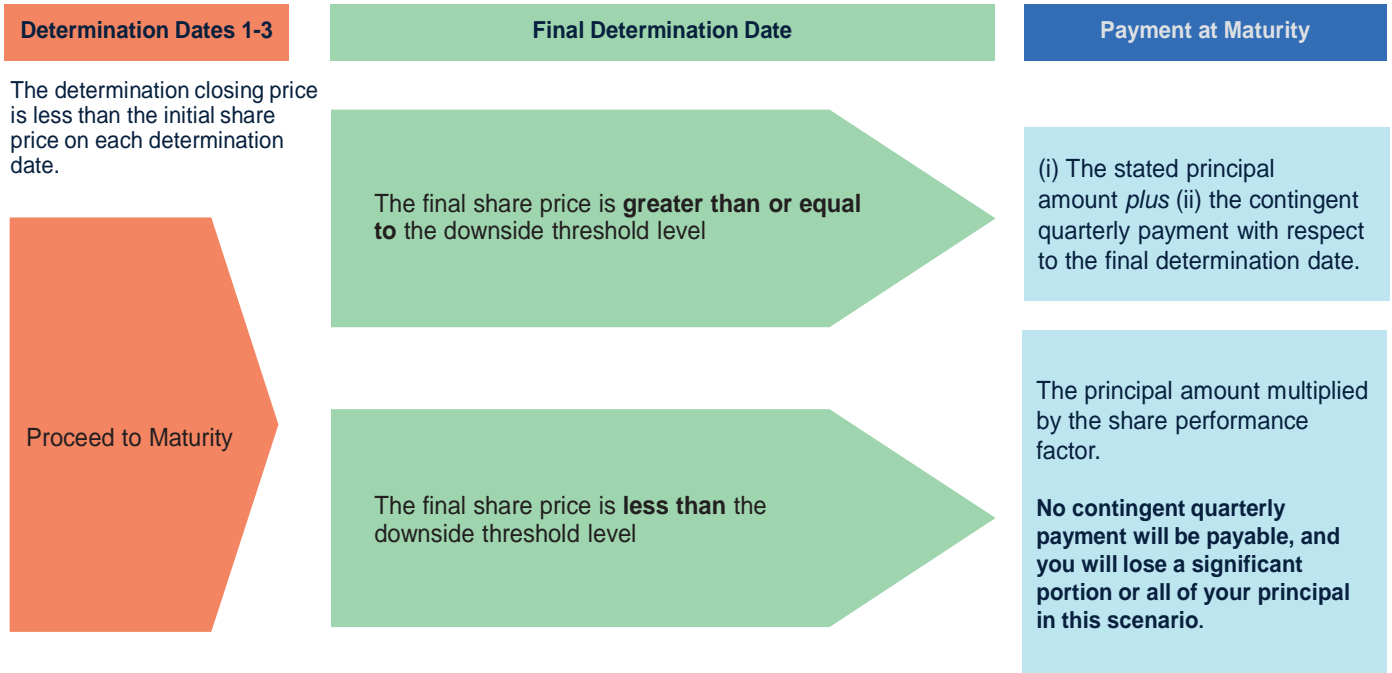 Determination Dates 1-3
Final Determination Date
Payment at Maturity
The determination closing price
is less than the initial share
price on each determination
date.
Proceed to Maturity
The final share price is greater than or equal
to the downside threshold level
(i) The stated principal
amount plus (ii) the contingent
quarterly payment with respect
to the final determination date.
The final share price is less than the
downside threshold level
The principal amount multiplied
by the share performance
factor.
No contingent quarterly
payment will be payable, and
you will lose a significant
portion or all of your principal
in this scenario.